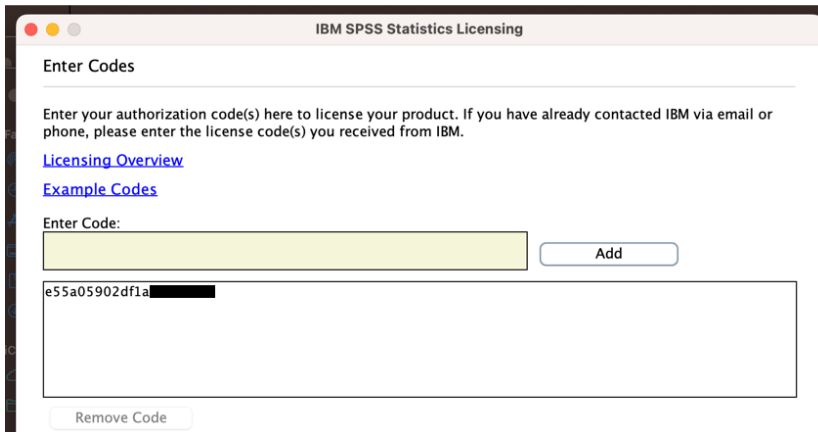 IBM SPSS Statistics Licensing
Enter Codes
Enter your authorization code(s) here to license your product. If you have already contacted IBM via email or
phone, please enter the license code(s) you received from IBM.
Licensing Overview
Example Codes
Enter Code:
Add
e55a05902df1a
Remove Code